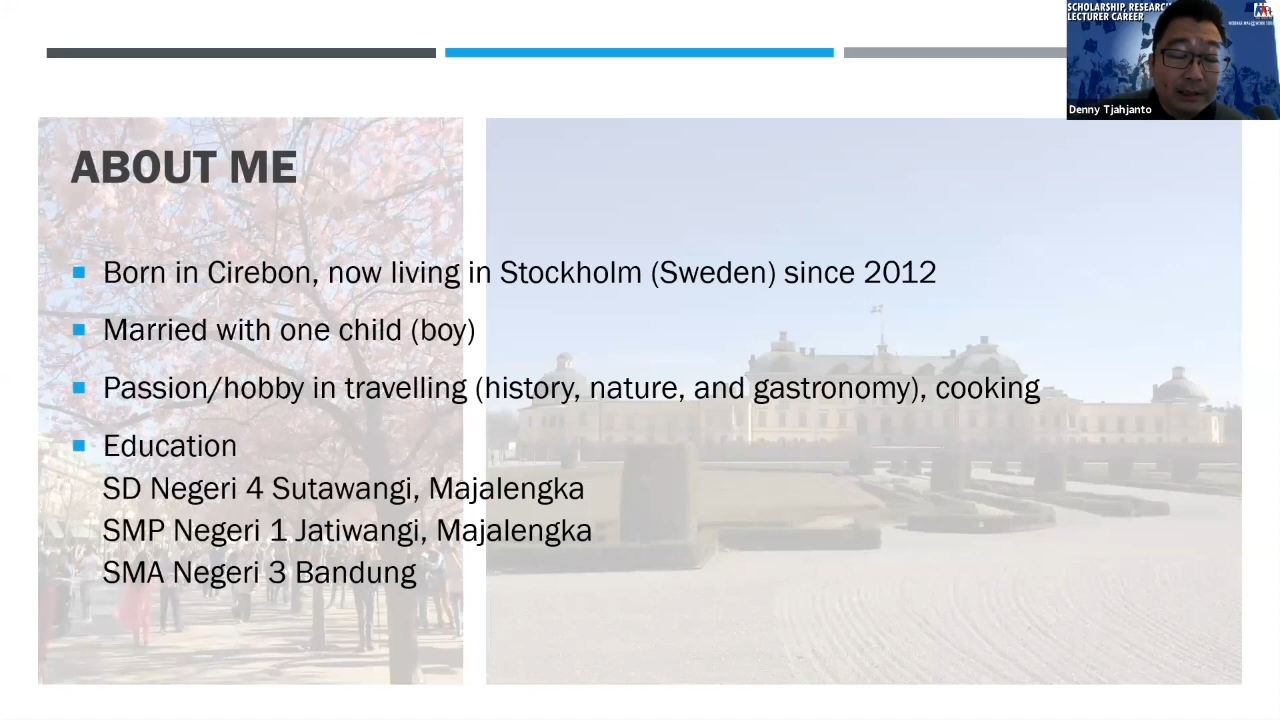 SCHOLARSHIP, RESEARCH
LECTURER CAREER
Denny Tjahjanto
ABOUT ME
Born in Cirebon, now living in Stockholm (Sweden) since 2012
Married with one child (boy)
Passion/hobby in travelling (history, nature, and gastronomy), cooking
Education
SD Negeri 4 Sutawangi, Majalengka
SMP Negeri 1 Jatiwangi, Majalengka
SMA Negeri 3 Bandung